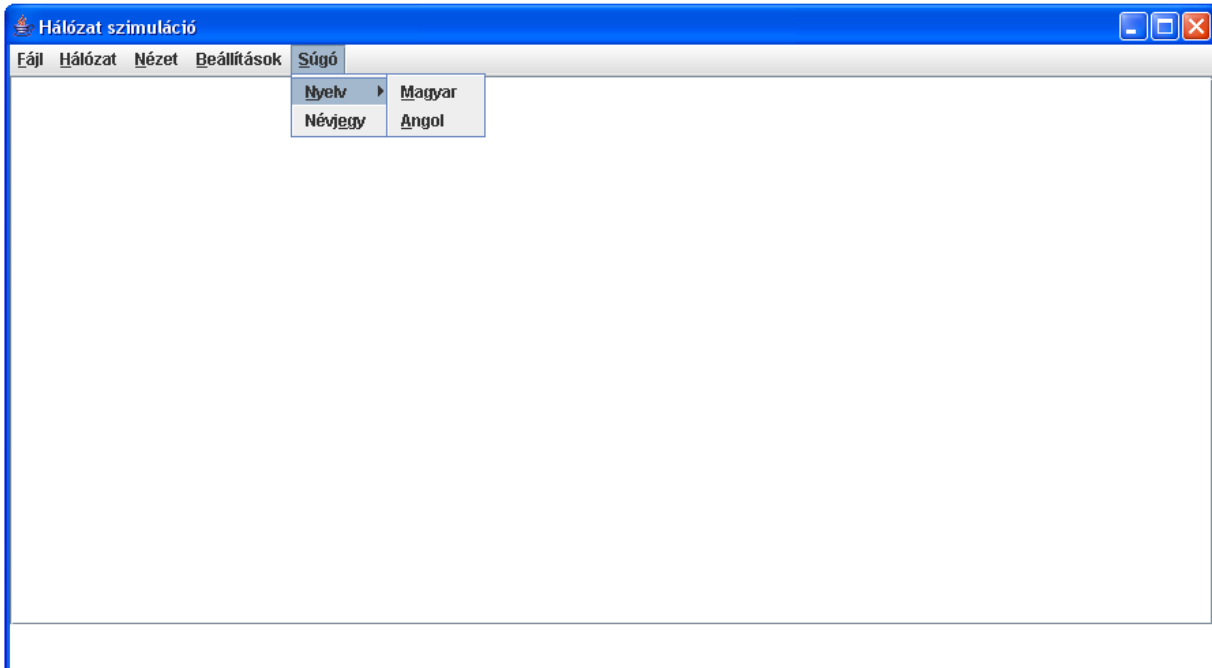 Hálózat szimuláció
Fájl Hálózat Nézet Beállítások Súgó
Nyelv Magyar
Névjegy Angol